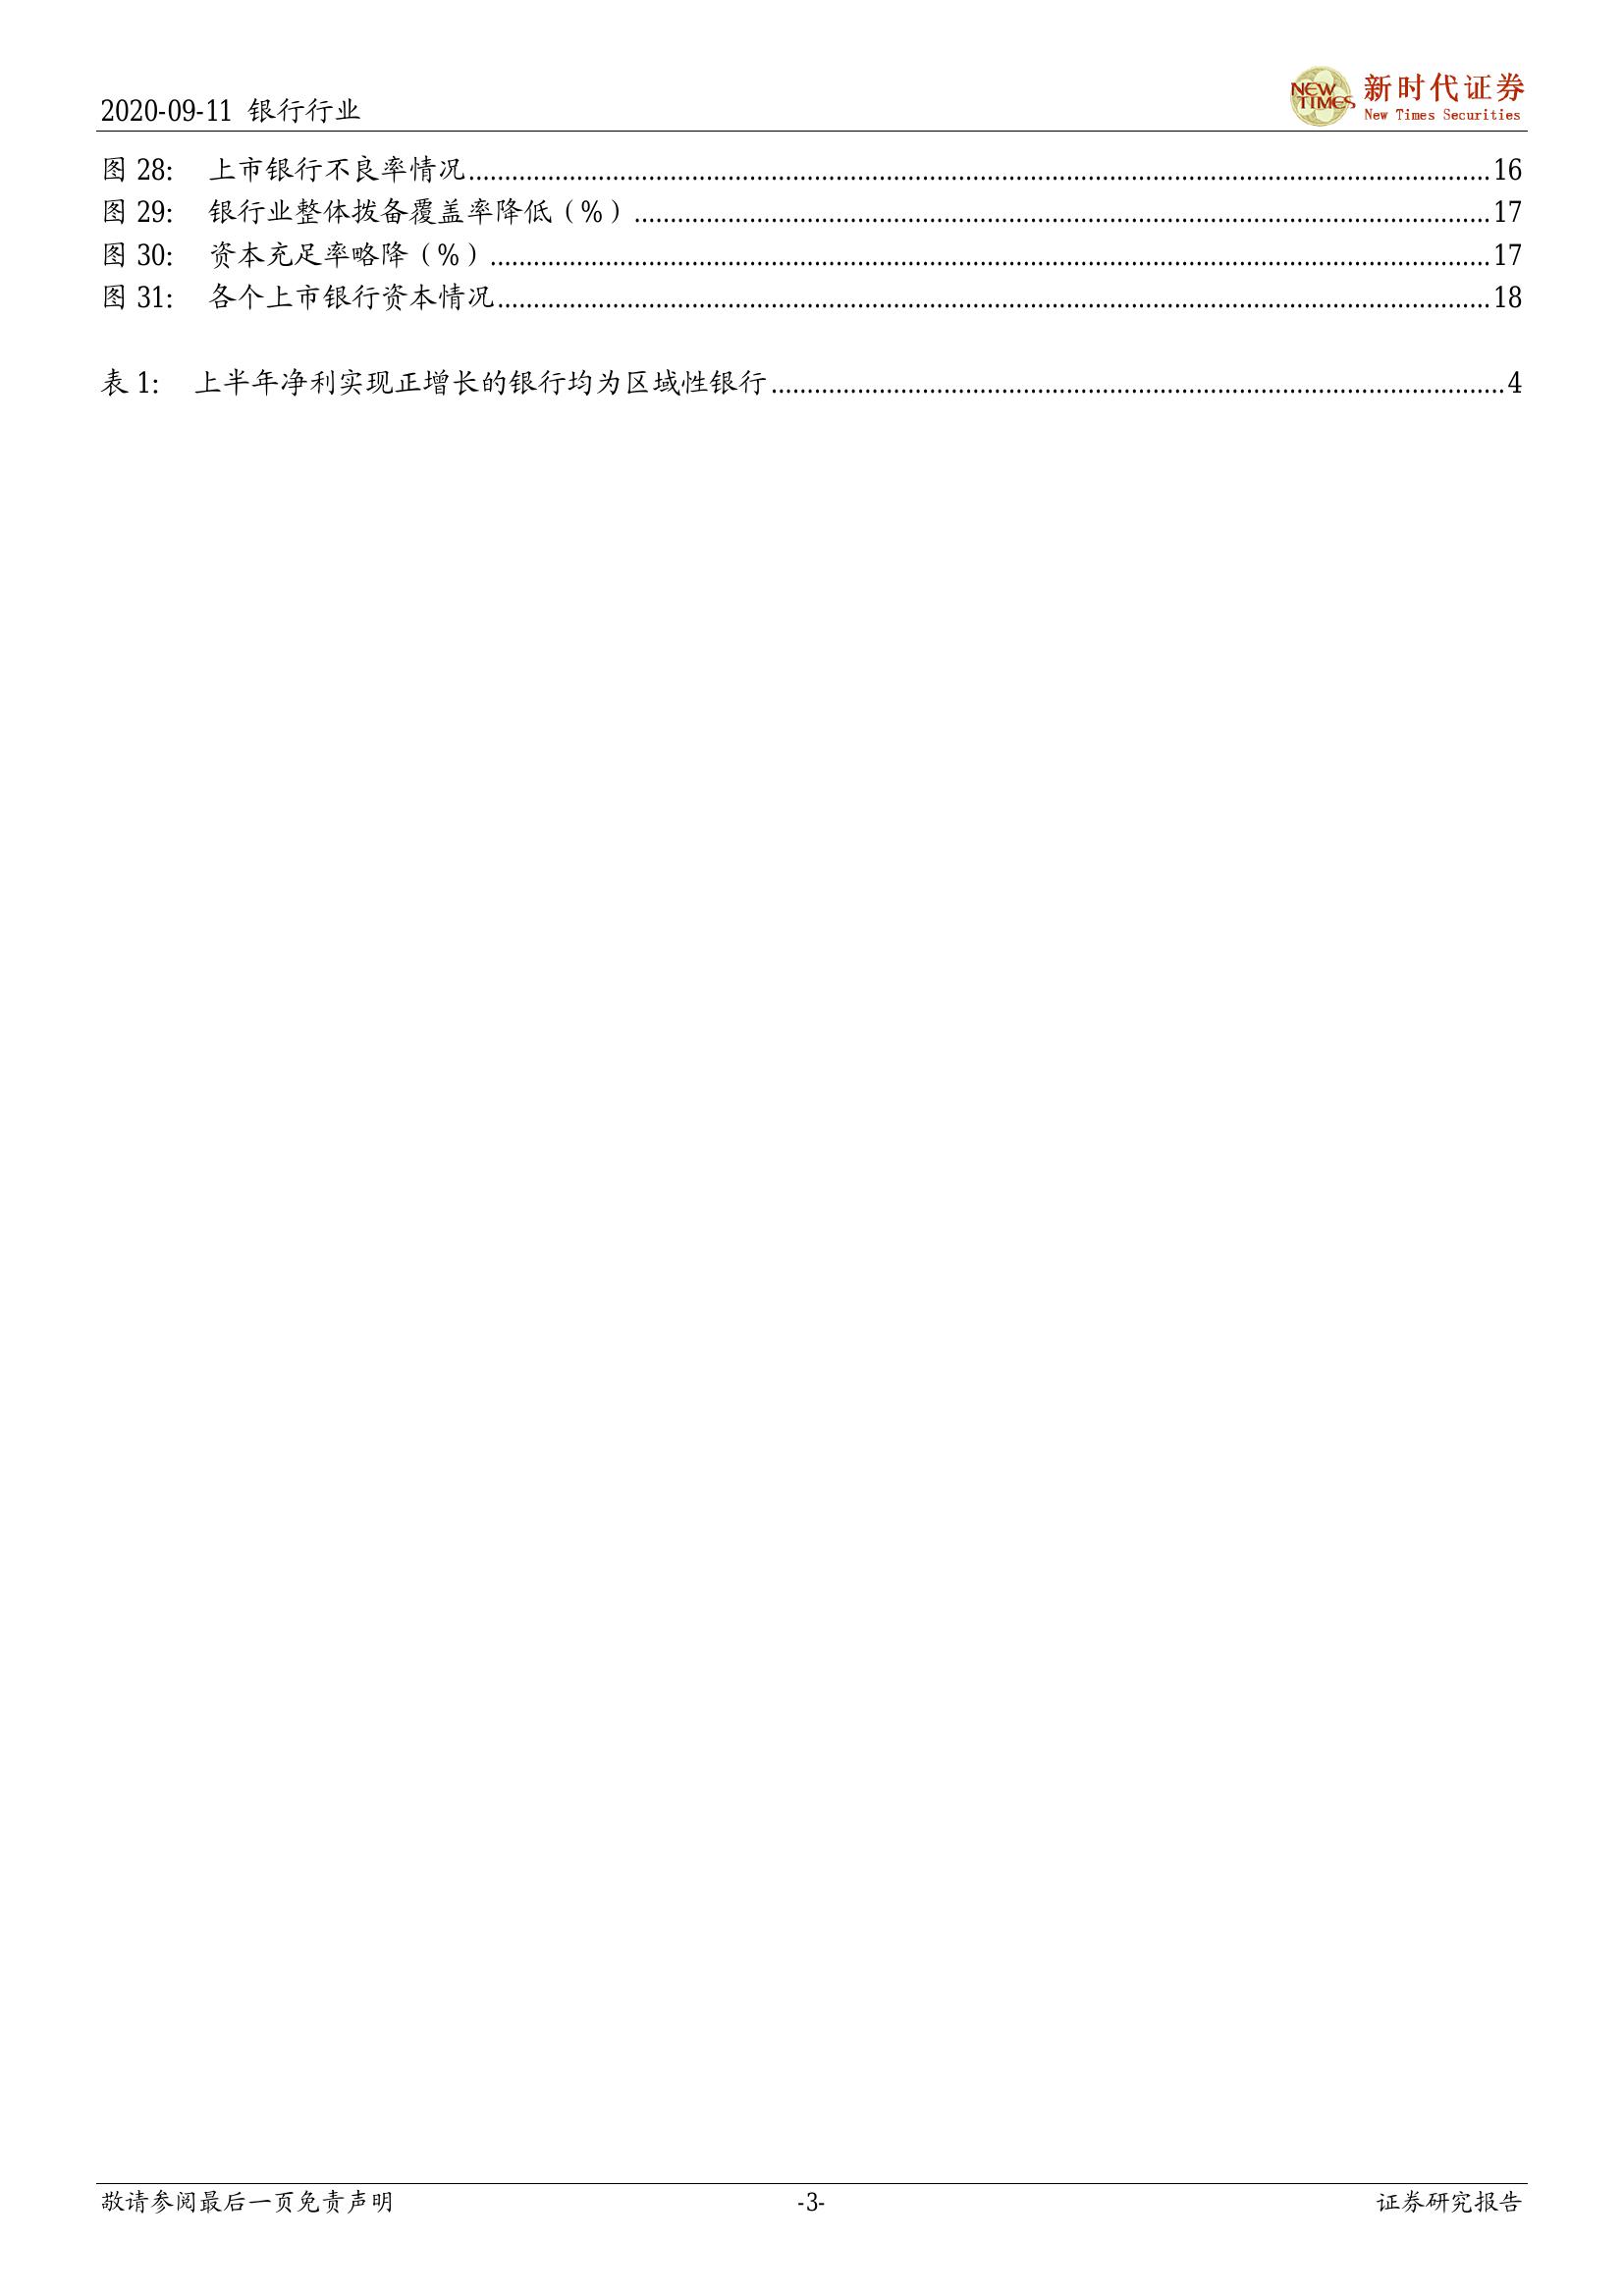 2020-09-11 银行行业
NEW TIMES 新时代证券
New Times Securities
图 28: 上市银行不良率情况 16
图 29: 银行业整体拨备覆盖率降低（%） 17
图 30: 资本充足率略降（%） 17
图 31: 各个上市银行资本情况 18
表 1: 上半年净利实现正增长的银行均为区域性银行 4
敬请参阅最后一页免责声明 -3- 证券研究报告